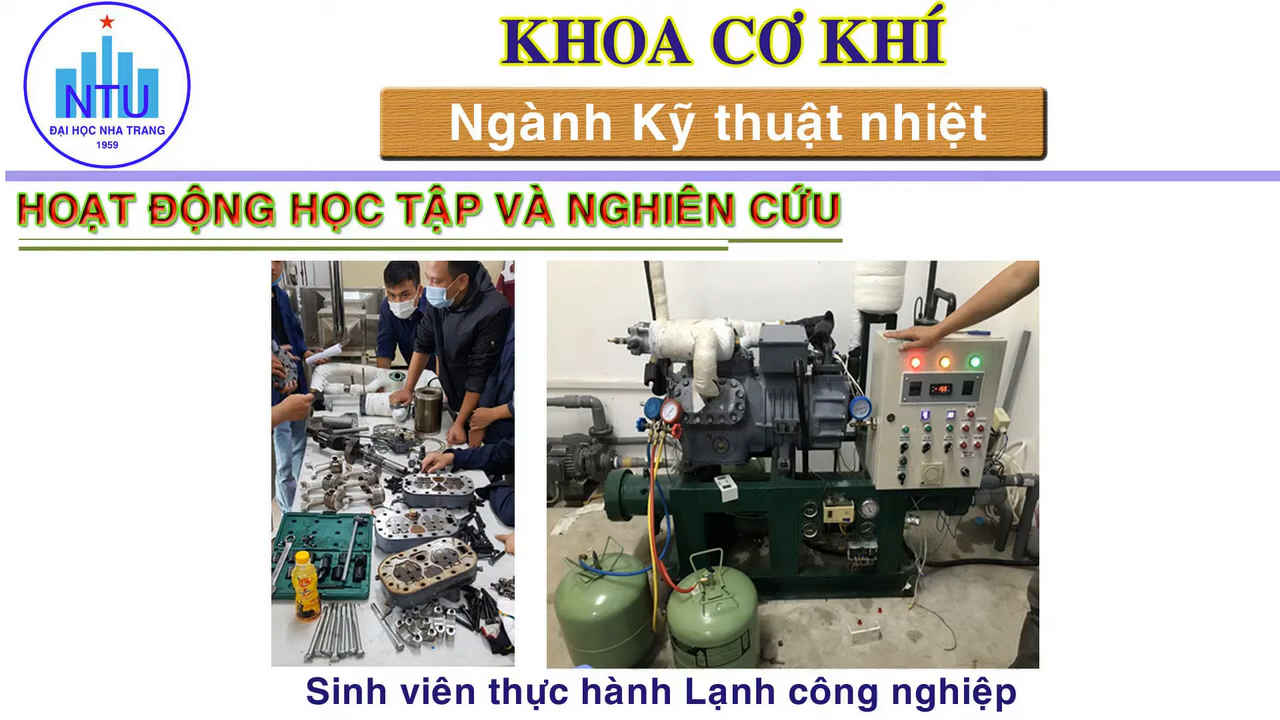 NTU
ĐẠI HỌC NHA TRANG
1959
KHOA CƠ KHÍ
Ngành Kỹ thuật nhiệt
HOẠT ĐỘNG HỌC TẬP VÀ NGHIÊN CỨU
Sinh viên thực hành Lạnh công nghiệp